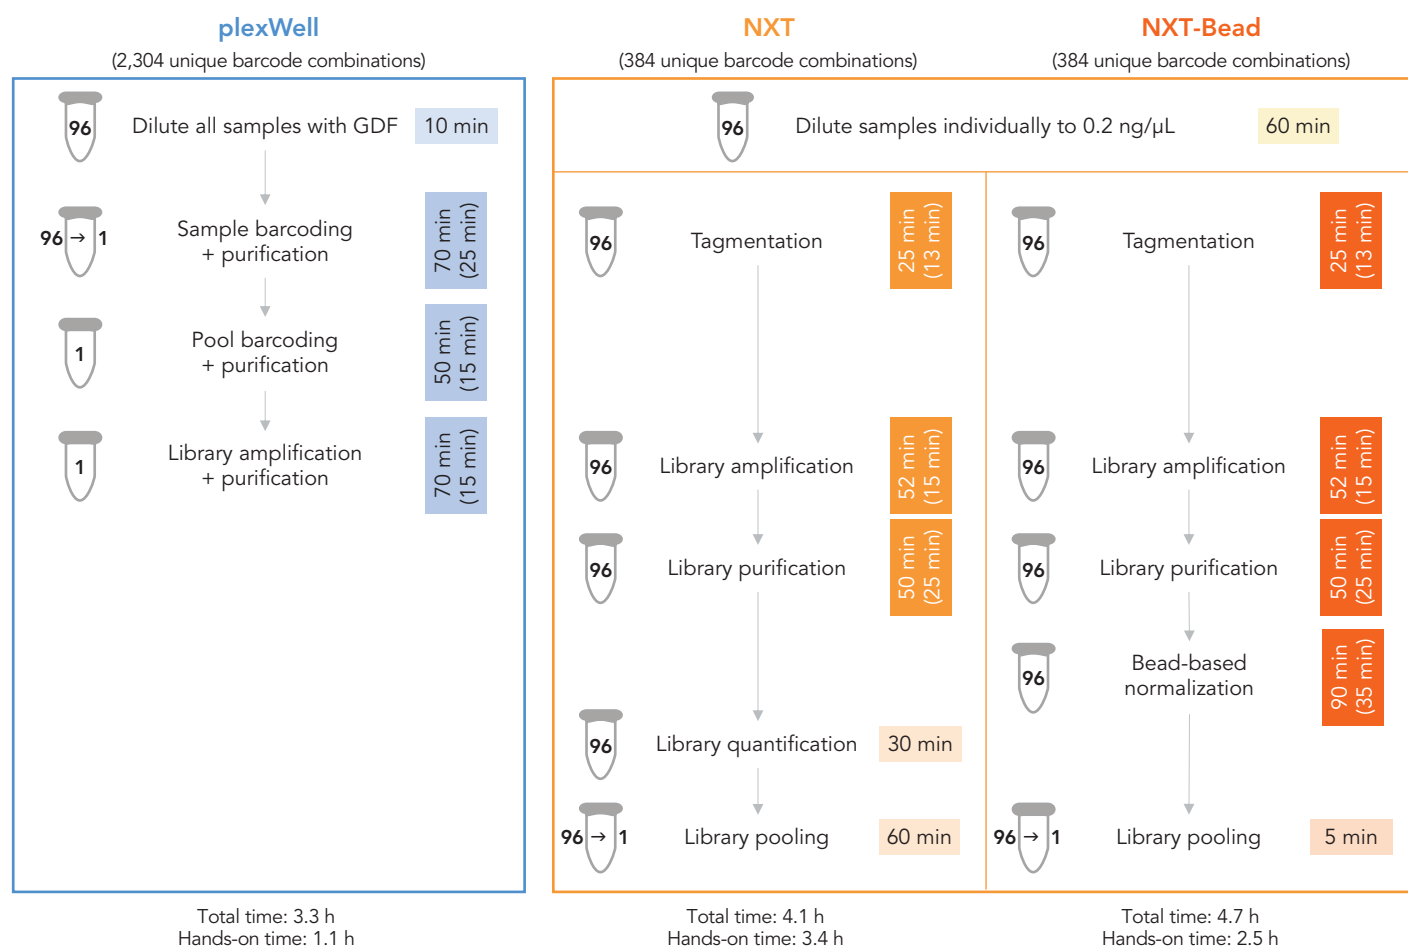 plexWell
(2,304 unique barcode combinations)
96
Dilute all samples with GDF
10 min
96 → 1
Sample barcoding
+ purification
70 min
(25 min)
1
Pool barcoding
+ purification
50 min
(15 min)
1
Library amplification
+ purification
70 min
(15 min)
Total time: 3.3 h
Hands-on time: 1.1 h
NXT
(384 unique barcode combinations)
NXT-Bead
(384 unique barcode combinations)
96
Dilute samples individually to 0.2 ng/µL
60 min
96
Tagmentation
25 min
(13 min)
96
Library amplification
52 min
(15 min)
96
Library purification
50 min
(25 min)
96
Library quantification
30 min
96 → 1
Library pooling
60 min
Total time: 4.1 h
Hands-on time: 3.4 h
96
Tagmentation
25 min
(13 min)
96
Library amplification
52 min
(15 min)
96
Library purification
50 min
(25 min)
96
Bead-based
normalization
90 min
(35 min)
96 → 1
Library pooling
5 min
Total time: 4.7 h
Hands-on time: 2.5 h